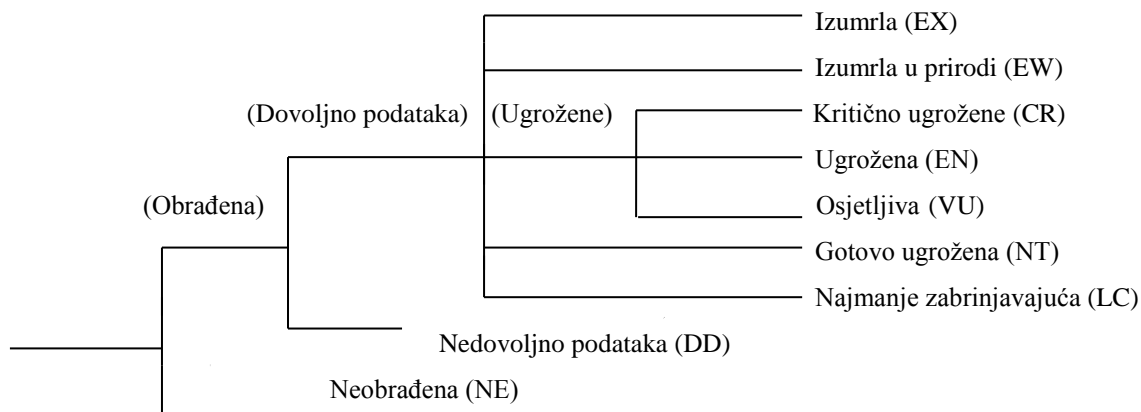 Izumrla (EX)
Izumrla u prirodi (EW)
(Dovoljno podataka) (Ugrožene) Kritično ugrožene (CR)
Ugrožena (EN)
(Obrađena) Osjetljiva (VU)
Gotovo ugrožena (NT)
Najmanje zabrinjavajuća (LC)
Nedovoljno podataka (DD)
Neobrađena (NE)